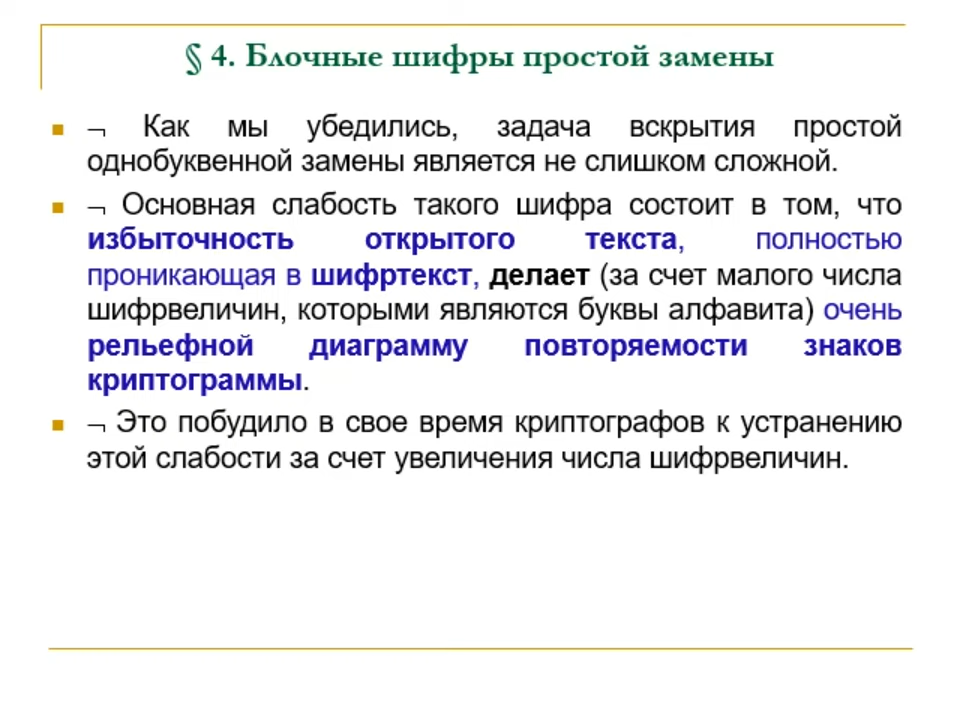 § 4. Блочные шифры простой замены
¬ Как мы убедились, задача вскрытия простой
однобуквенной замены является не слишком сложной.
¬ Основная слабость такого шифра состоит в том, что
избыточность открытого текста, полностью
проникающая в шифртекст, делает (за счет малого числа
шифрвеличин, которыми являются буквы алфавита) очень
рельефной диаграмму повторяемости знаков
криптограммы.
¬ Это побудило в свое время криптографов к устранению
этой слабости за счет увеличения числа шифрвеличин.